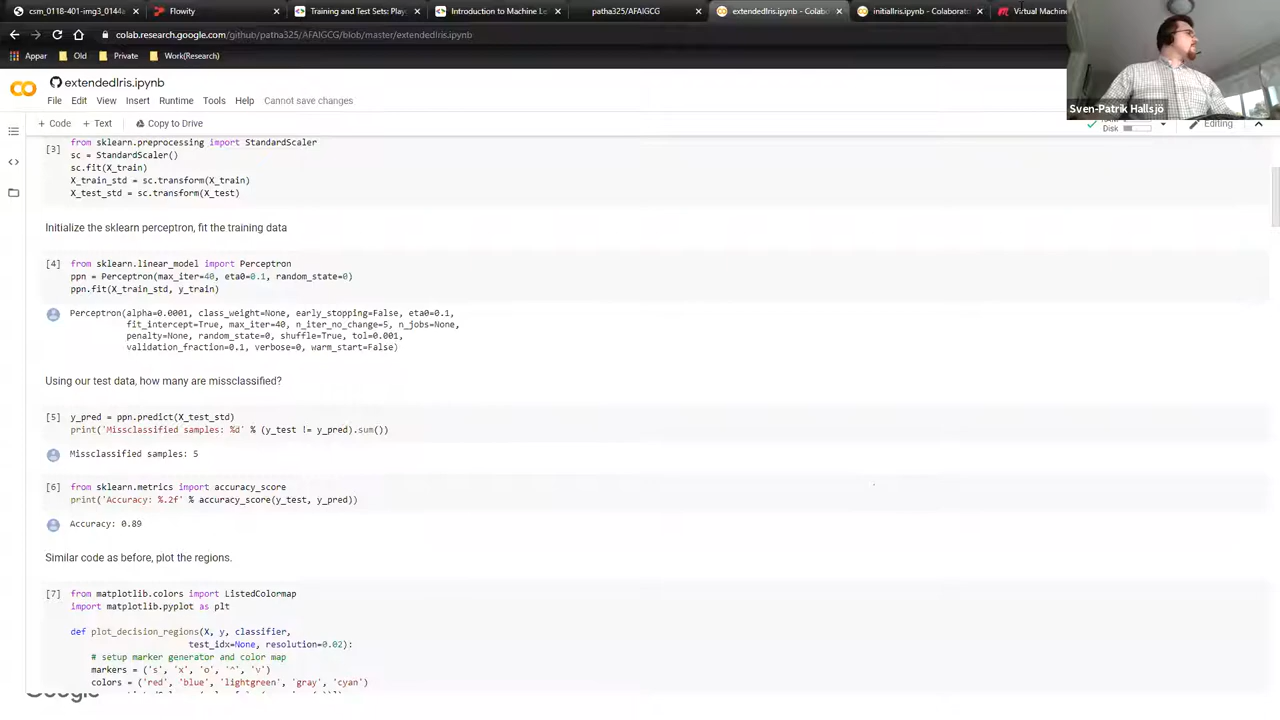 csm_0118-401-img3_0144a
Flowity
Training and Test Sets: Play
Introduction to Machine Le
patha325/AFAIGCG
extendedIris.ipynb - Colab
initialIris.ipynb - Colaborat
Virtual Machin
colab.research.google.com/github/patha325/AFAIGCG/blob/master/extendedIris.ipynb
Appar
Old
Private
Work(Research)
extendedIris.ipynb
File Edit View Insert Runtime Tools Help Cannot save changes
Sven-Patrik Hallsjö
+ Code + Text Copy to Drive
Disk
Editing
[3] from sklearn.preprocessing import StandardScaler
sc = StandardScaler()
sc.fit(X_train)
X_train_std = sc.transform(X_train)
X_test_std = sc.transform(X_test)
Initialize the sklearn perceptron, fit the training data
[4] from sklearn.linear_model import Perceptron
ppn = Perceptron(max_iter=40, eta0=0.1, random_state=0)
ppn.fit(X_train_std, y_train)
Perceptron(alpha=0.0001, class_weight=None, early_stopping=False, eta0=0.1,
fit_intercept=True, max_iter=40, n_iter_no_change=5, n_jobs=None,
penalty=None, random_state=0, shuffle=True, tol=0.001,
validation_fraction=0.1, verbose=0, warm_start=False)
Using our test data, how many are missclassified?
[5] y_pred = ppn.predict(X_test_std)
print('Missclassified samples: %d' % (y_test != y_pred).sum())
Missclassified samples: 5
[6] from sklearn.metrics import accuracy_score
print('Accuracy: %.2f' % accuracy_score(y_test, y_pred))
Accuracy: 0.89
Similar code as before, plot the regions.
[7] from matplotlib.colors import ListedColormap
import matplotlib.pyplot as plt
def plot_decision_regions(X, y, classifier,
test_idx=None, resolution=0.02):
# setup marker generator and color map
markers = ('s', 'x', 'o', '^', 'v')
colors = ('red', 'blue', 'lightgreen', 'gray', 'cyan')